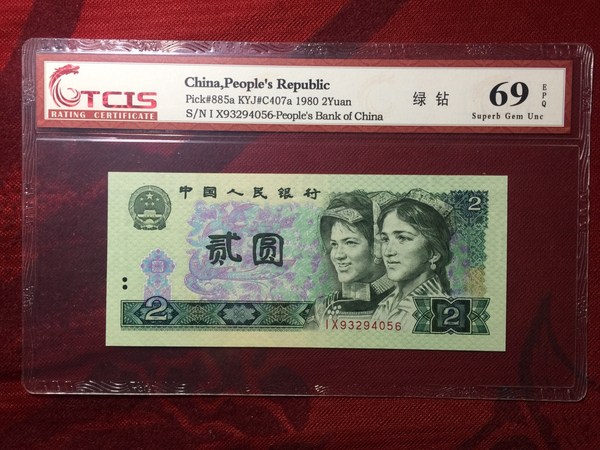 TCIS
RATING CERTIFICATE
China,People's Republic
Pick#885a KYJ#C407a 1980 2Yuan
S/N I X93294056-People's Bank of China
绿 钻
69
EPQ
Superb Gem Unc
中国人民银行
2
贰圆
2
IX93294056
2